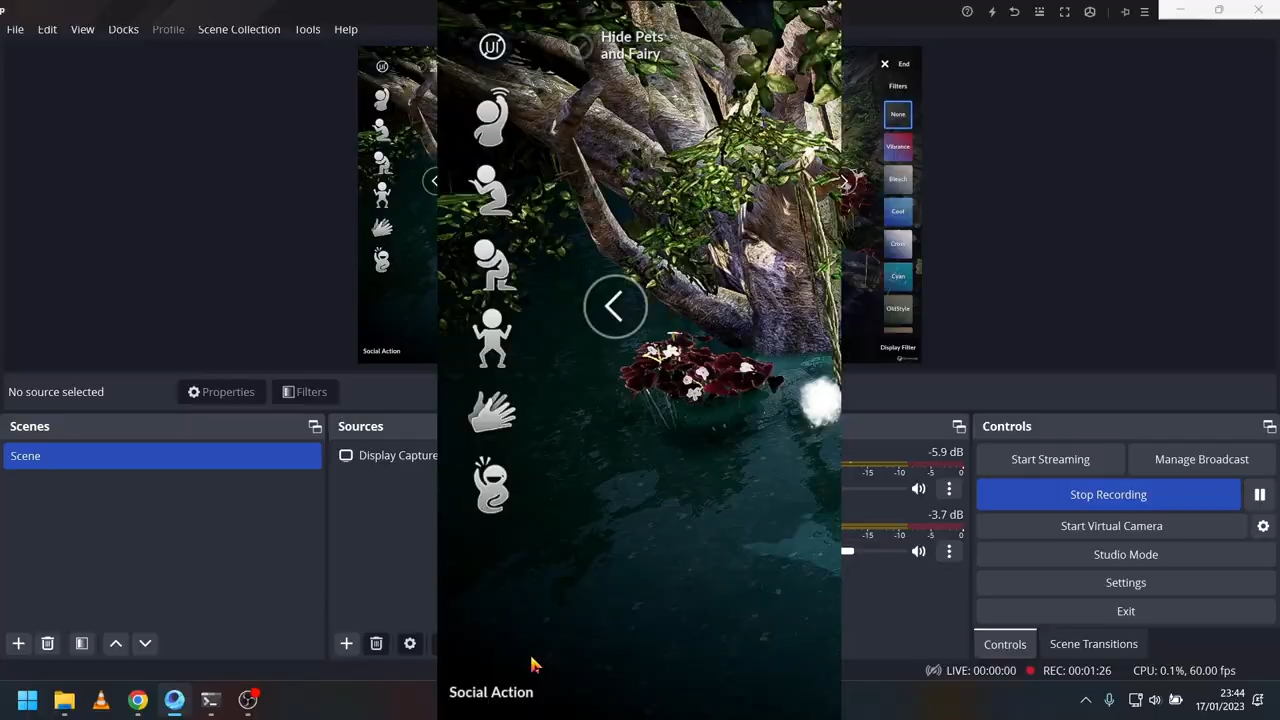 File Edit View Docks Profile Scene Collection Tools Help
UI
Hide Pets
and Fairy
End
Filters
None
Vibrance
Bleach
Cool
Crisis
Cyan
OldStyle
Display Filter
Social Action
No source selected
Properties
Filters
Scenes
Scene
Sources
Display Capture
-5.9 dB
-15 -10 -5 0
-3.7 dB
-15 -10 -5 0
Controls
Start Streaming
Manage Broadcast
Stop Recording
Start Virtual Camera
Studio Mode
Settings
Exit
Controls
Scene Transitions
Social Action
LIVE: 00:00:00
REC: 00:01:26
CPU: 0.1%, 60.00 fps
23:44
17/01/2023